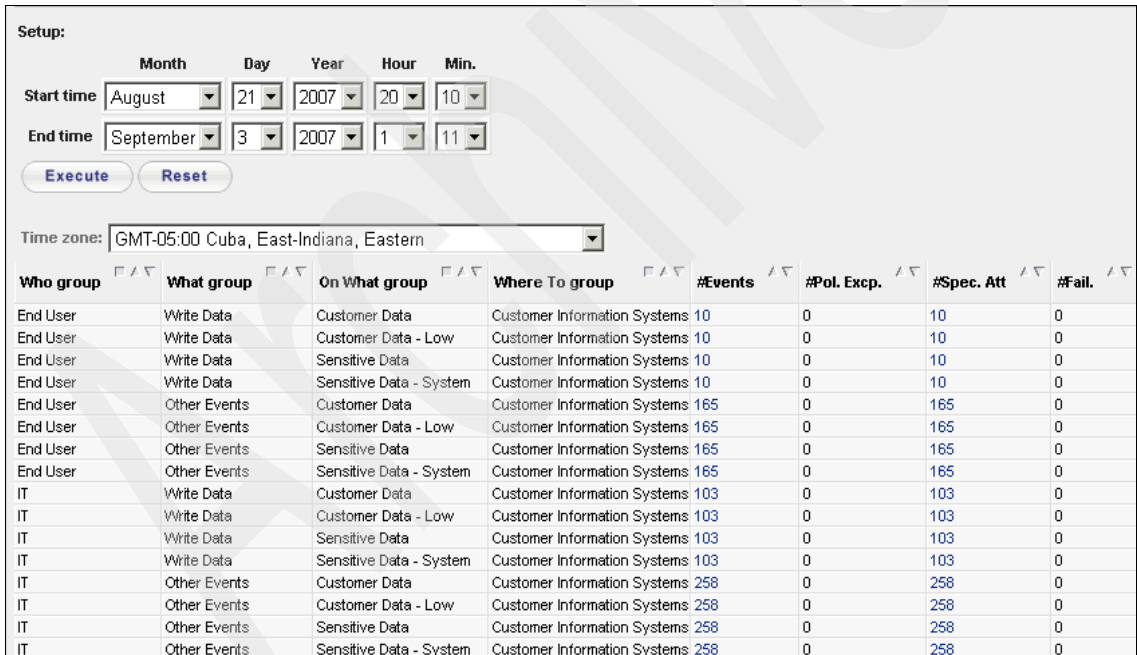 Setup:
Month Day Year Hour Min.
Start time August 21 2007 20 10
End time September 3 2007 1 11
Execute Reset
Time zone: GMT-05:00 Cuba, East-Indiana, Eastern
Who group What group On What group Where To group #Events #Pol. Excp. #Spec. Att #Fail.
End User Write Data Customer Data Customer Information Systems 10 0 10 0
End User Write Data Customer Data - Low Customer Information Systems 10 0 10 0
End User Write Data Sensitive Data Customer Information Systems 10 0 10 0
End User Write Data Sensitive Data - System Customer Information Systems 10 0 10 0
End User Other Events Customer Data Customer Information Systems 165 0 165 0
End User Other Events Customer Data - Low Customer Information Systems 165 0 165 0
End User Other Events Sensitive Data Customer Information Systems 165 0 165 0
End User Other Events Sensitive Data - System Customer Information Systems 165 0 165 0
IT Write Data Customer Data Customer Information Systems 103 0 103 0
IT Write Data Customer Data - Low Customer Information Systems 103 0 103 0
IT Write Data Sensitive Data Customer Information Systems 103 0 103 0
IT Write Data Sensitive Data - System Customer Information Systems 103 0 103 0
IT Other Events Customer Data Customer Information Systems 258 0 258 0
IT Other Events Customer Data - Low Customer Information Systems 258 0 258 0
IT Other Events Sensitive Data Customer Information Systems 258 0 258 0
IT Other Events Sensitive Data - System Customer Information Systems 258 0 258 0